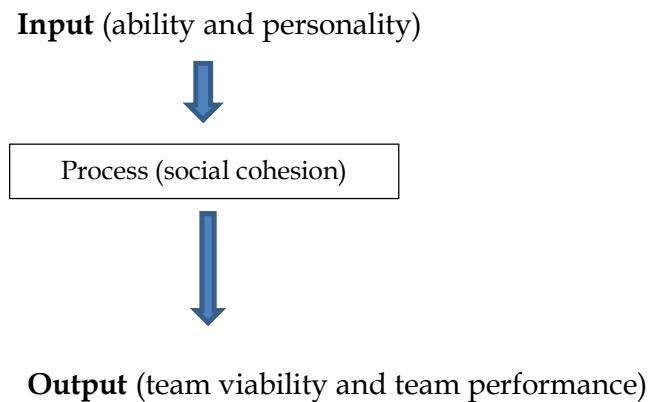 Input (ability and personality)
Process (social cohesion)
Output (team viability and team performance)